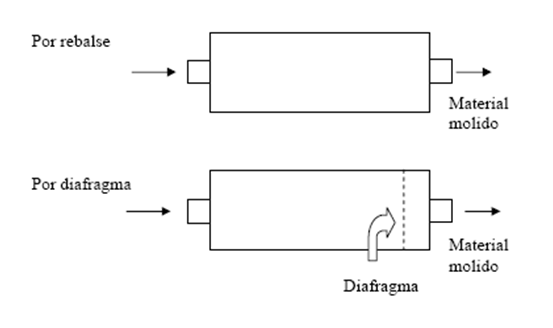 Por rebalse
Material
molido
Por diafragma
Material
molido
Diafragma